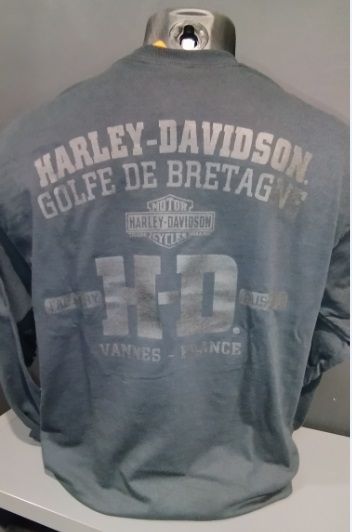 HARLEY-DAVIDSON
GOLFE DE BRETAGNE
MOTOR
HARLEY-DAVIDSON
CYCLES
H-D.
VANNES - FRANCE